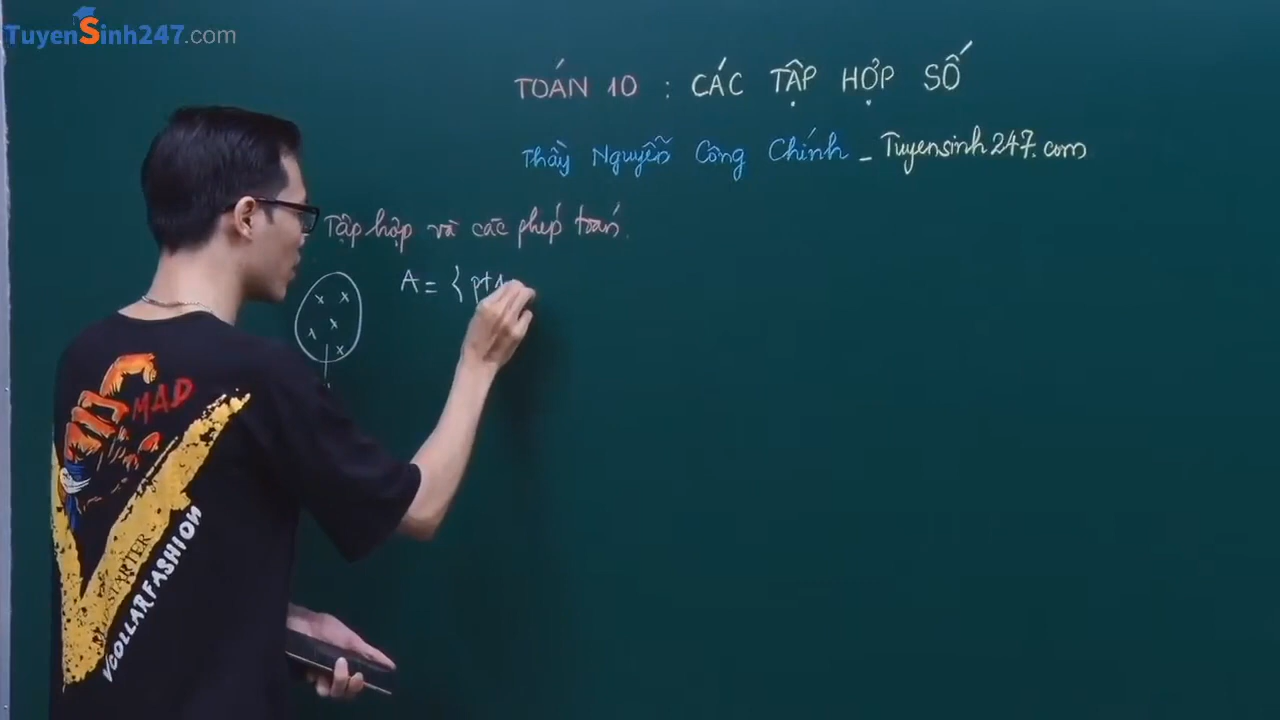 TuyenSinh247.com
TOÁN 10 : CÁC TẬP HỢP SỐ
Thầy Nguyễn Công Chính - Tuyensinh247.com
Tập hợp và các phép toán.
A = { pt1
MAD
STARTER
VCOLLARFASHION